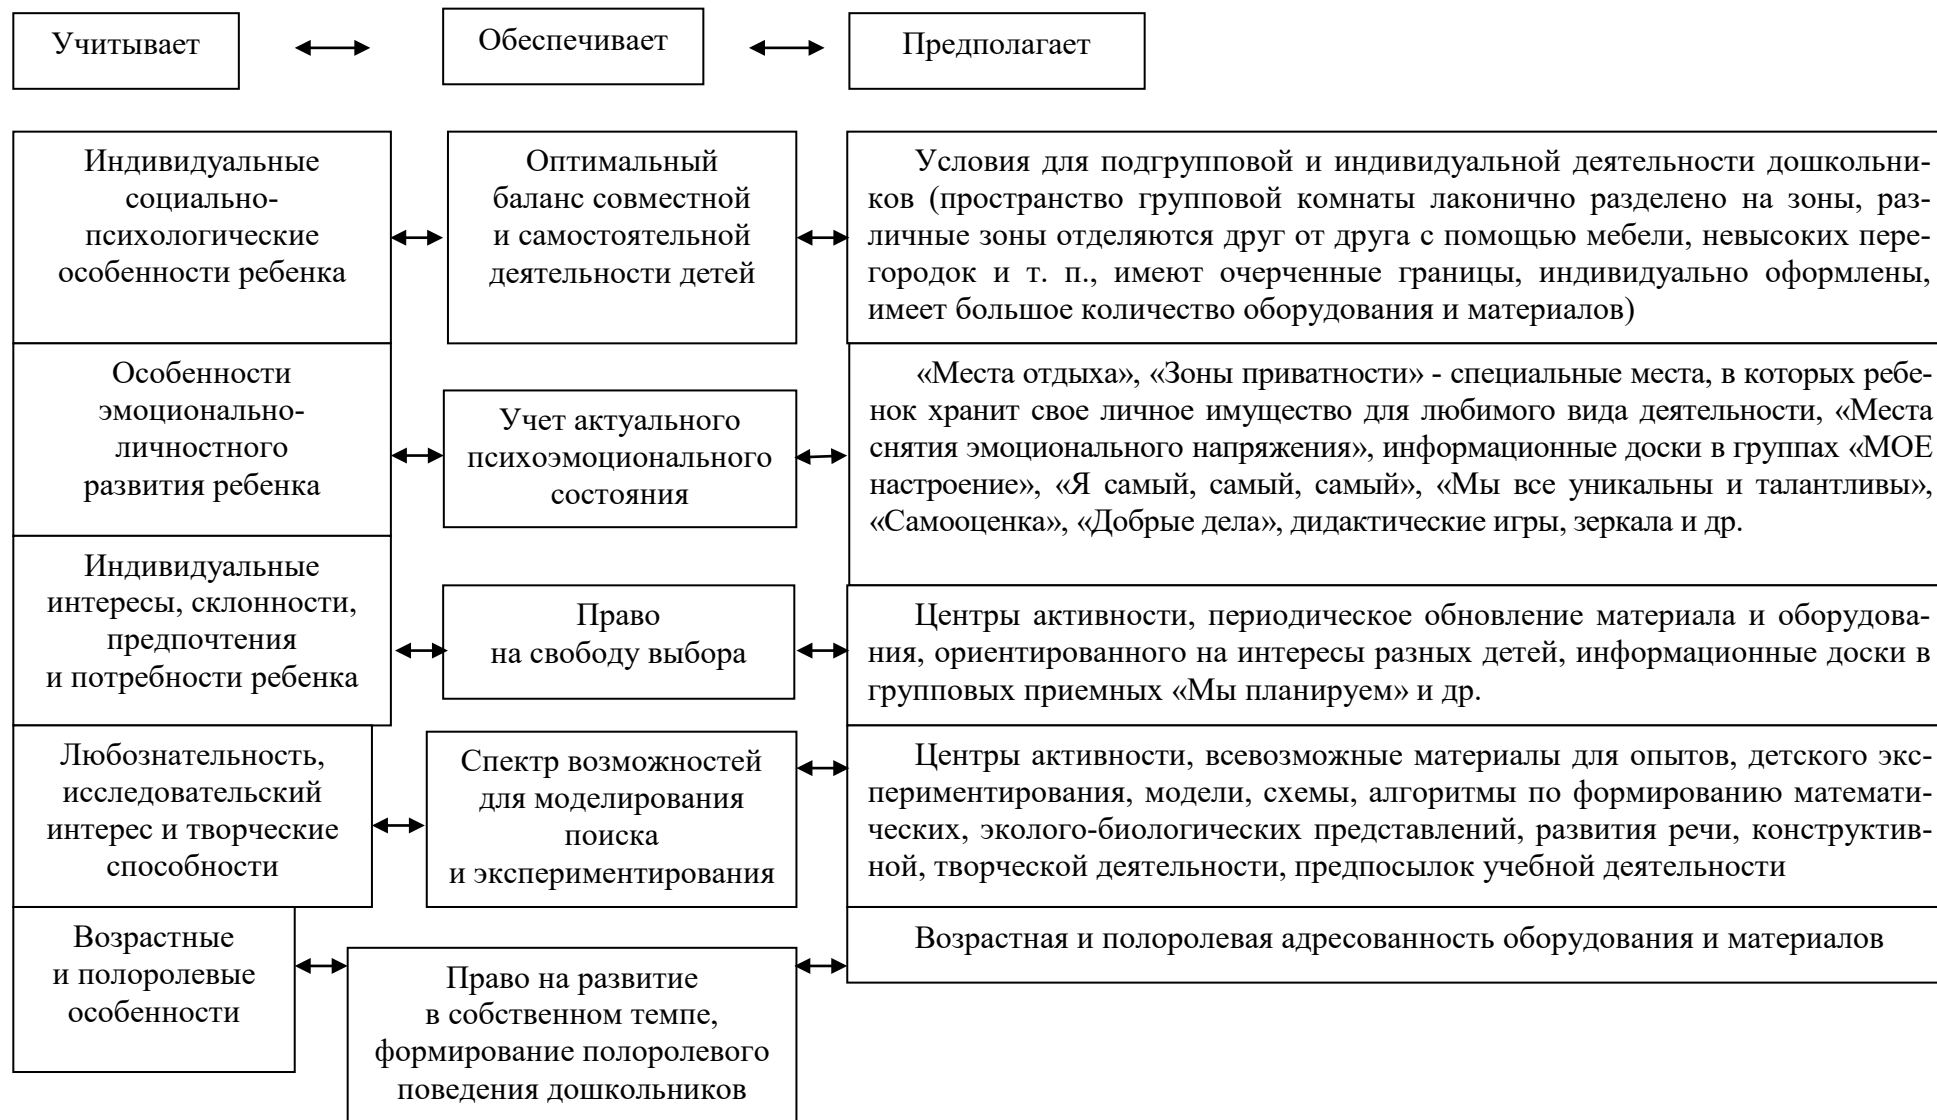 Учитывает
Обеспечивает
Предполагает
Индивидуальные
социально-
психологические
особенности ребенка
Оптимальный
баланс совместной
и самостоятельной
деятельности детей
Условия для подгрупповой и индивидуальной деятельности дошкольни-
ков (пространство групповой комнаты лаконично разделено на зоны, раз-
личные зоны отделяются друг от друга с помощью мебели, невысоких пере-
городок и т. п., имеют очерченные границы, индивидуально оформлены,
имеет большое количество оборудования и материалов)
Особенности
эмоционально-
личностного
развития ребенка
Учет актуального
психоэмоционального
состояния
«Места отдыха», «Зоны приватности» - специальные места, в которых ребе-
нок хранит свое личное имущество для любимого вида деятельности, «Места
снятия эмоционального напряжения», информационные доски в группах «МОЕ
настроение», «Я самый, самый, самый», «Мы все уникальны и талантливы»,
«Самооценка», «Добрые дела», дидактические игры, зеркала и др.
Индивидуальные
интересы, склонности,
предпочтения
и потребности ребенка
Право
на свободу выбора
Центры активности, периодическое обновление материала и оборудова-
ния, ориентированного на интересы разных детей, информационные доски в
групповых приемных «Мы планируем» и др.
Любознательность,
исследовательский
интерес и творческие
способности
Спектр возможностей
для моделирования
поиска
и экспериментирования
Центры активности, всевозможные материалы для опытов, детского экс-
периментирования, модели, схемы, алгоритмы по формированию математи-
ческих, эколого-биологических представлений, развития речи, конструктив-
ной, творческой деятельности, предпосылок учебной деятельности
Возрастные
и полоролевые
особенности
Право на развитие
в собственном темпе,
формирование полоролевого
поведения дошкольников
Возрастная и полоролевая адресованность оборудования и материалов